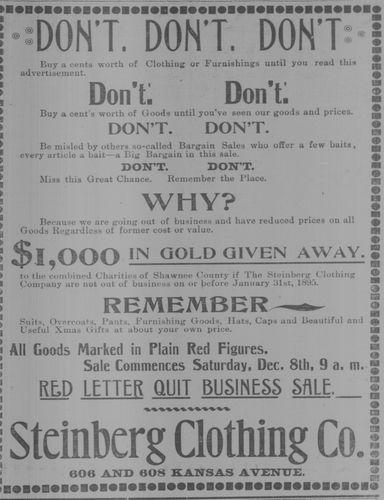 DON'T. DON'T. DON'T
Buy a cents worth of Clothing or Furnishings until you read this
advertisement.
Don't. Don't.
Buy a cent's worth of Goods until you've seen our goods and prices.
DON'T. DON'T.
Be misled by others so-called Bargain Sales who offer a few baits,
every article a bait—a Big Bargain in this sale.
DON'T. DON'T.
Miss this Great Chance. Remember the Place.
WHY?
Because we are going out of business and have reduced prices on all
Goods Regardless of former cost or value.
$1,000 IN GOLD GIVEN AWAY.
to the combined Charities of Shawnee County if The Steinberg Clothing
Company are not out of business on or before January 31st, 1895.
REMEMBER
Suits, Overcoats, Pants, Furnishing Goods, Hats, Caps and Beautiful and
Useful Xmas Gifts at about your own price.
All Goods Marked in Plain Red Figures.
Sale Commences Saturday, Dec. 8th, 9 a. m.
RED LETTER QUIT BUSINESS SALE.
Steinberg Clothing Co.
606 AND 608 KANSAS AVENUE.